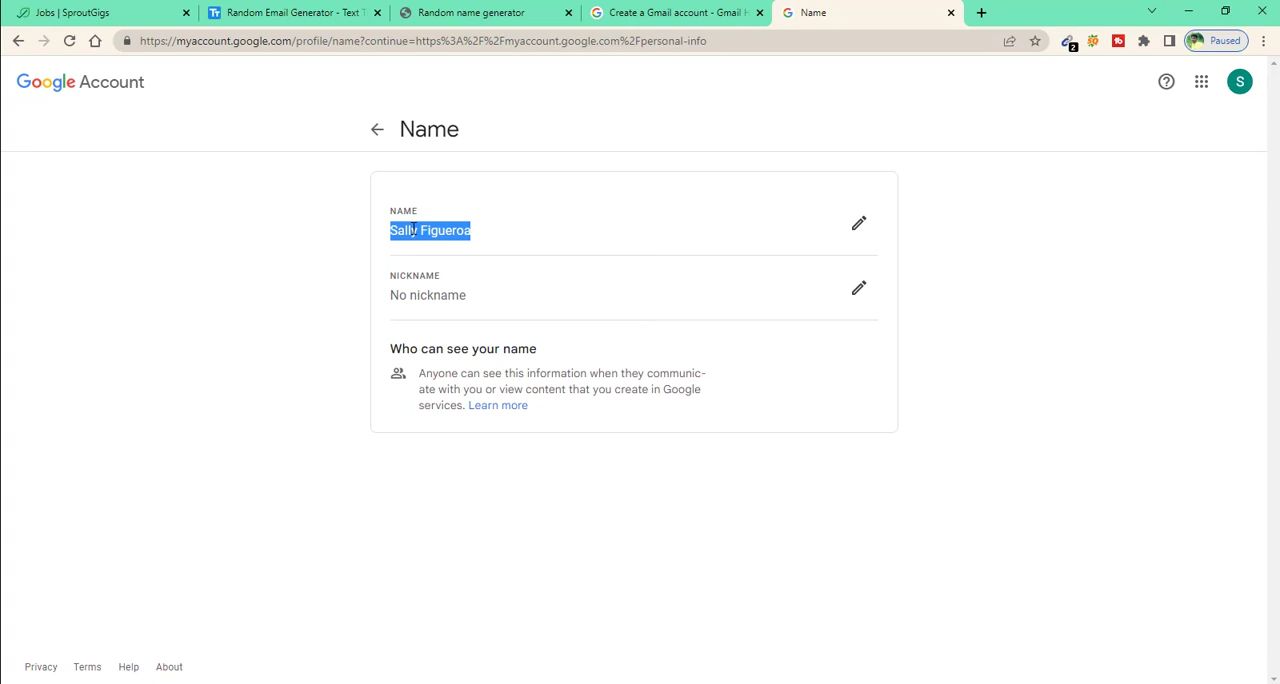 Jobs | SproutGigs
Random Email Generator - Text T
Random name generator
Create a Gmail account - Gmail H
Name
https://myaccount.google.com/profile/name?continue=https%3A%2F%2Fmyaccount.google.com%2Fpersonal-info
2
Paused
Google Account
S
Name
NAME
Sally Figueroa
NICKNAME
No nickname
Who can see your name
Anyone can see this information when they communic-
ate with you or view content that you create in Google
services. Learn more
Privacy Terms Help About